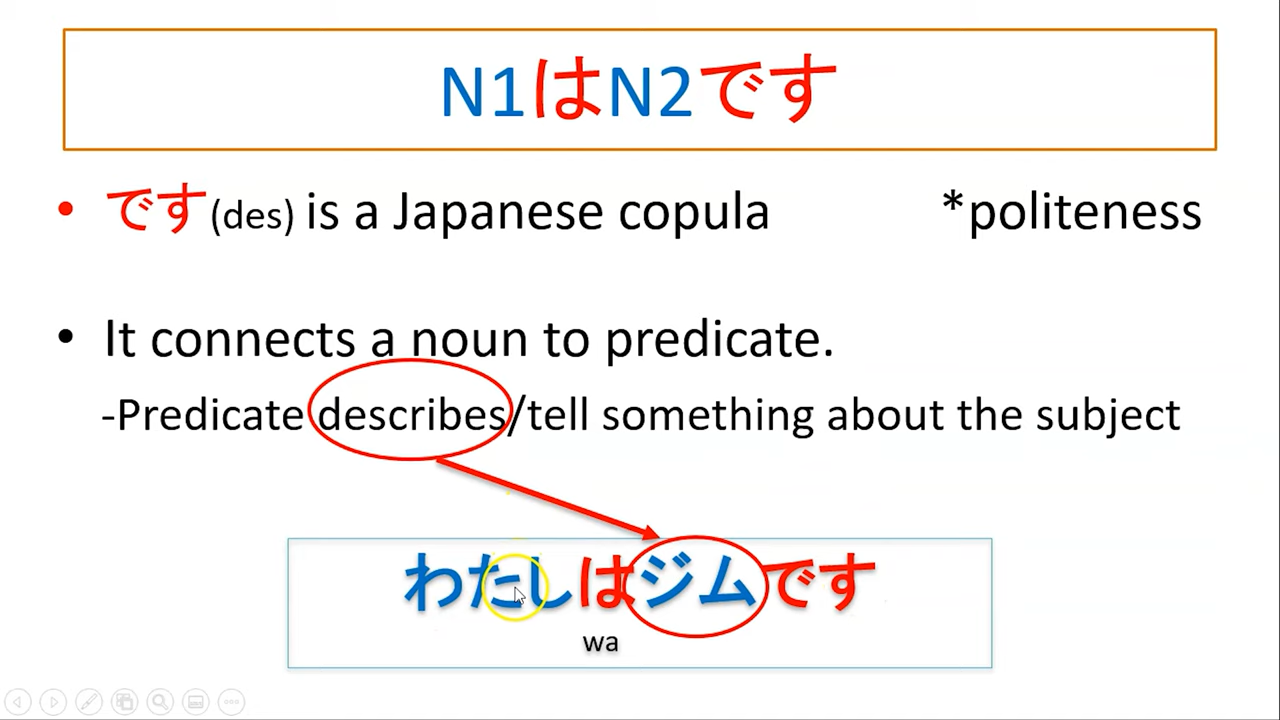 N1はN2です
• です(des) is a Japanese copula *politeness
• It connects a noun to predicate.
-Predicate describes/tell something about the subject
わたしはジムです
wa